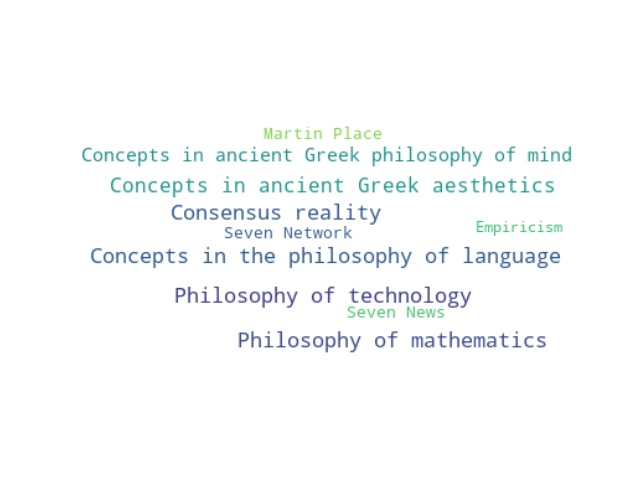 Martin Place
Concepts in ancient Greek philosophy of mind
Concepts in ancient Greek aesthetics
Consensus reality
Empiricism
Seven Network
Concepts in the philosophy of language
Philosophy of technology
Seven News
Philosophy of mathematics